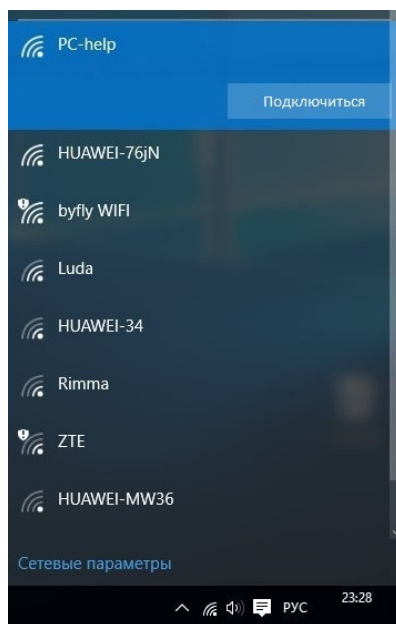 PC-help
Подключиться
HUAWEI-76jN
byfly WIFI
Luda
HUAWEI-34
Rimma
ZTE
HUAWEI-MW36
Сетевые параметры
РУС
23:28